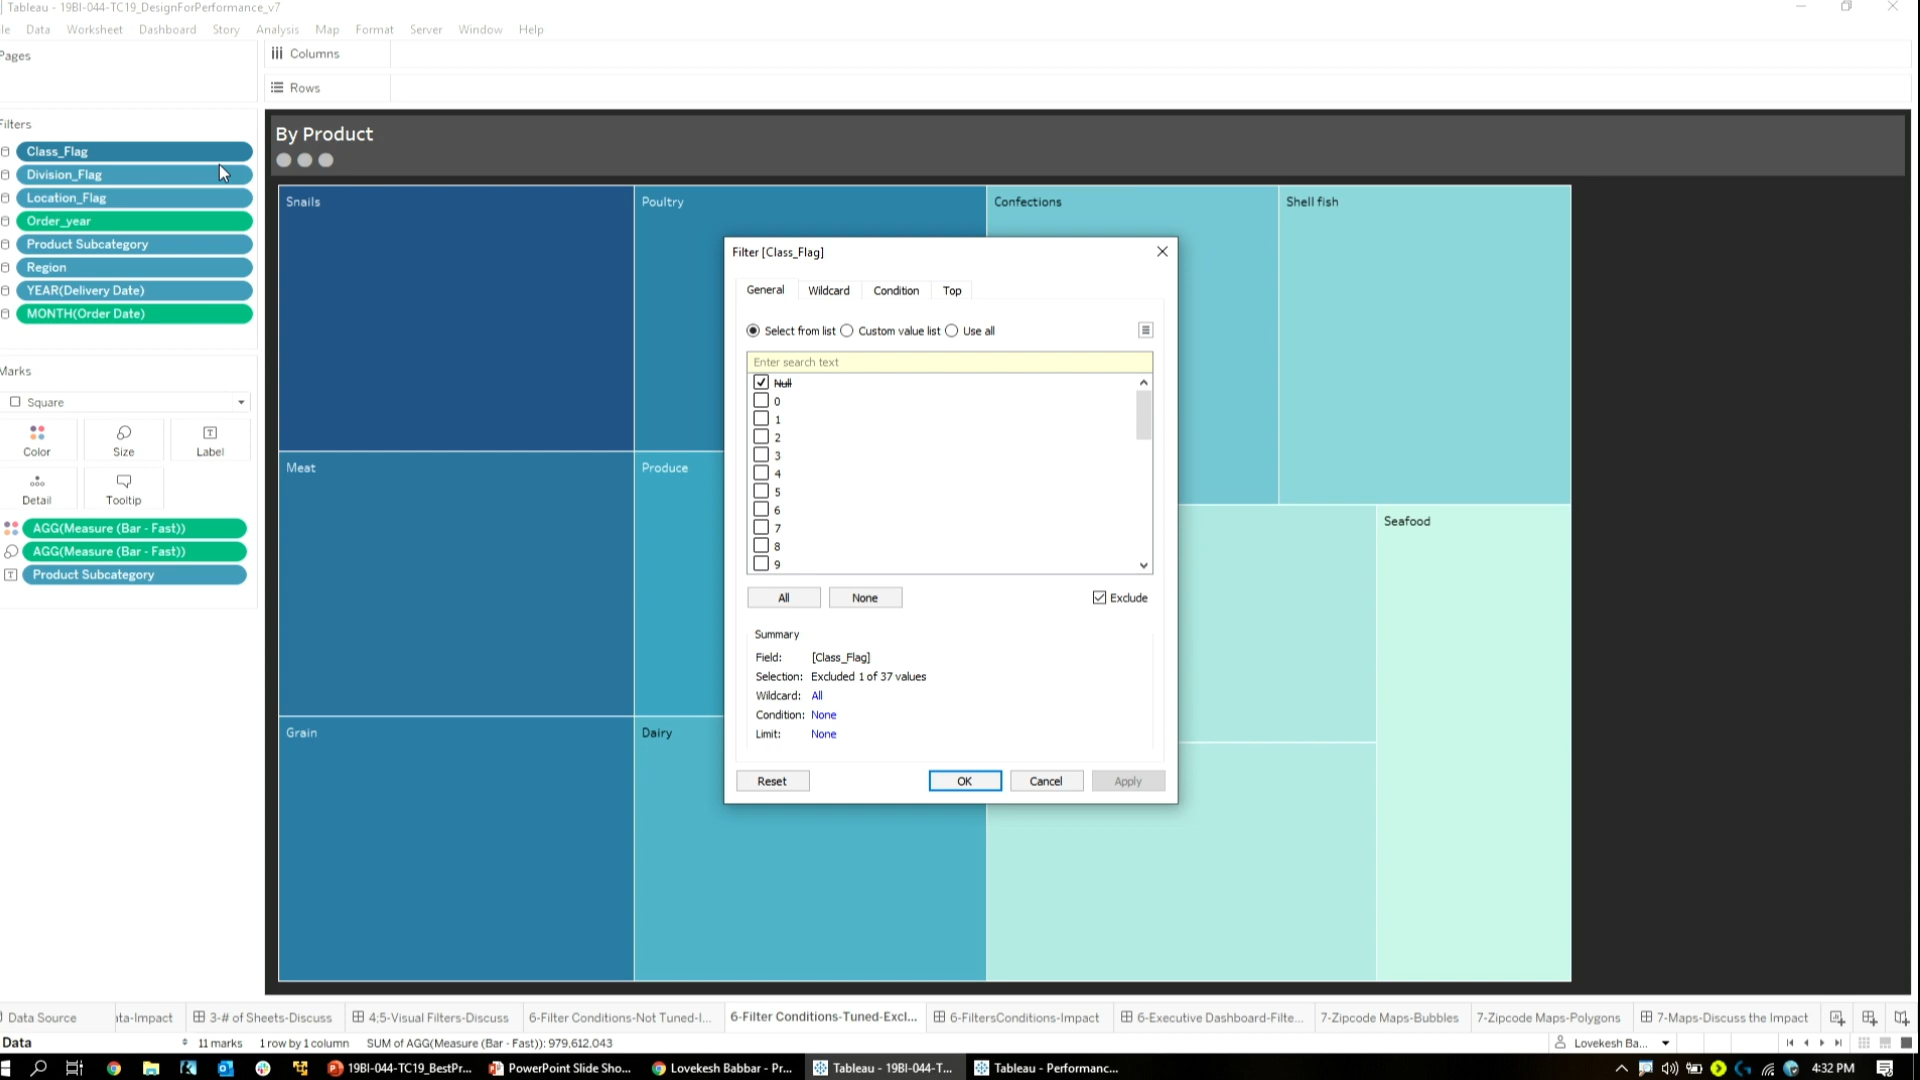 Tableau - 19BI-044-TC19_DesignForPerformance_v7
le Data Worksheet Dashboard Story Analysis Map Format Server Window Help
Pages
Columns
Rows
Filters
Class_Flag
Division_Flag
Location_Flag
Order_year
Product Subcategory
Region
YEAR(Delivery Date)
MONTH(Order Date)
Marks
Square
Color Size Label
Detail Tooltip
AGG(Measure (Bar - Fast))
AGG(Measure (Bar - Fast))
Product Subcategory
By Product
Snails
Poultry
Confections
Shell fish
Meat
Produce
Seafood
Grain
Dairy
Filter [Class_Flag]
General Wildcard Condition Top
Select from list Custom value list Use all
Enter search text
Null
0
1
2
3
4
5
6
7
8
9
All None Exclude
Summary
Field: [Class_Flag]
Selection: Excluded 1 of 37 values
Wildcard: All
Condition: None
Limit: None
Reset OK Cancel Apply
Data Source ata-Impact 3-# of Sheets-Discuss 4;5-Visual Filters-Discuss 6-Filter Conditions-Not Tuned-I... 6-Filter Conditions-Tuned-Excl... 6-FiltersConditions-Impact 6-Executive Dashboard-Filte... 7-Zipcode Maps-Bubbles 7-Zipcode Maps-Polygons 7-Maps-Discuss the Impact
Data 11 marks 1 row by 1 column SUM of AGG(Measure (Bar - Fast)): 979,612,043 Lovekesh Ba...
19BI-044-TC19_BestPr... PowerPoint Slide Sho... Lovekesh Babbar - Pr... Tableau - 19BI-044-T... Tableau - Performanc... 4:32 PM